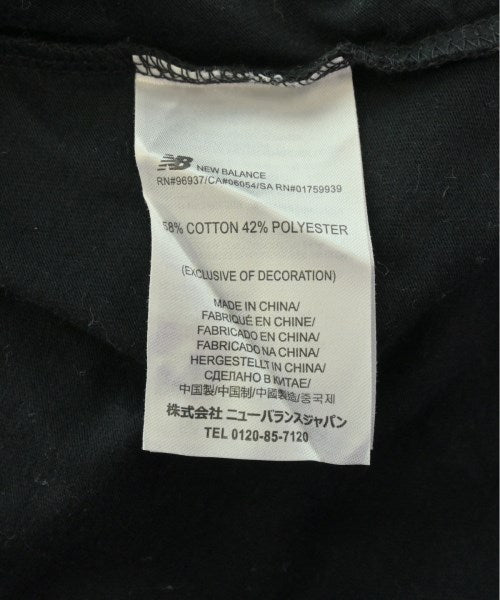 NB NEW BALANCE
RN#96937/CA#06054/SA RN#01759939
58% COTTON 42% POLYESTER
(EXCLUSIVE OF DECORATION)
MADE IN CHINA/
FABRIQUÉ EN CHINE/
FABRICADO EN CHINA/
FABRICADO NA CHINA/
HERGESTELLT IN CHINA/
СДЕЛАНО В КИТАЕ/
中国製/中国制/中國製造/중국제
株式会社 ニューバランスジャパン
TEL 0120-85-7120